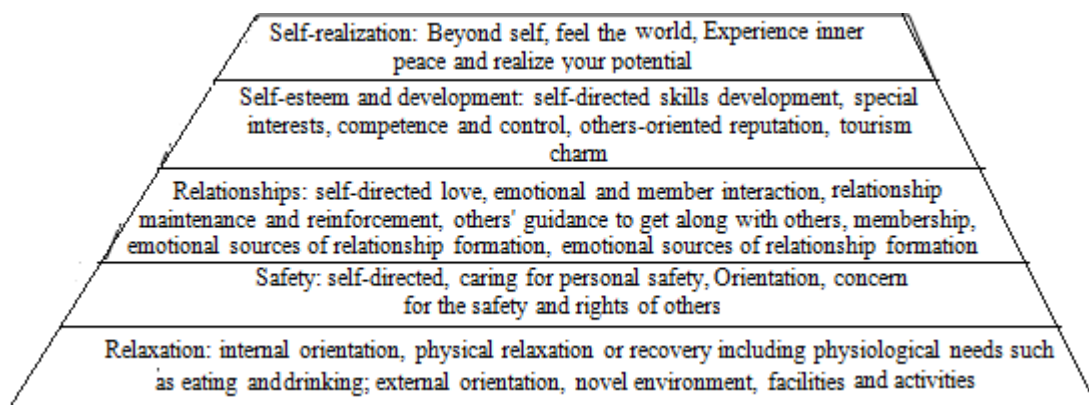 Self-realization: Beyond self, feel the world, Experience inner
peace and realize your potential
Self-esteem and development: self-directed skills development, special
interests, competence and control, others-oriented reputation, tourism
charm
Relationships: self-directed love, emotional and member interaction, relationship
maintenance and reinforcement, others' guidance to get along with others, membership,
emotional sources of relationship formation, emotional sources of relationship formation
Safety: self-directed, caring for personal safety, Orientation, concern
for the safety and rights of others
Relaxation: internal orientation, physical relaxation or recovery including physiological needs such
as eating and drinking; external orientation, novel environment, facilities and activities